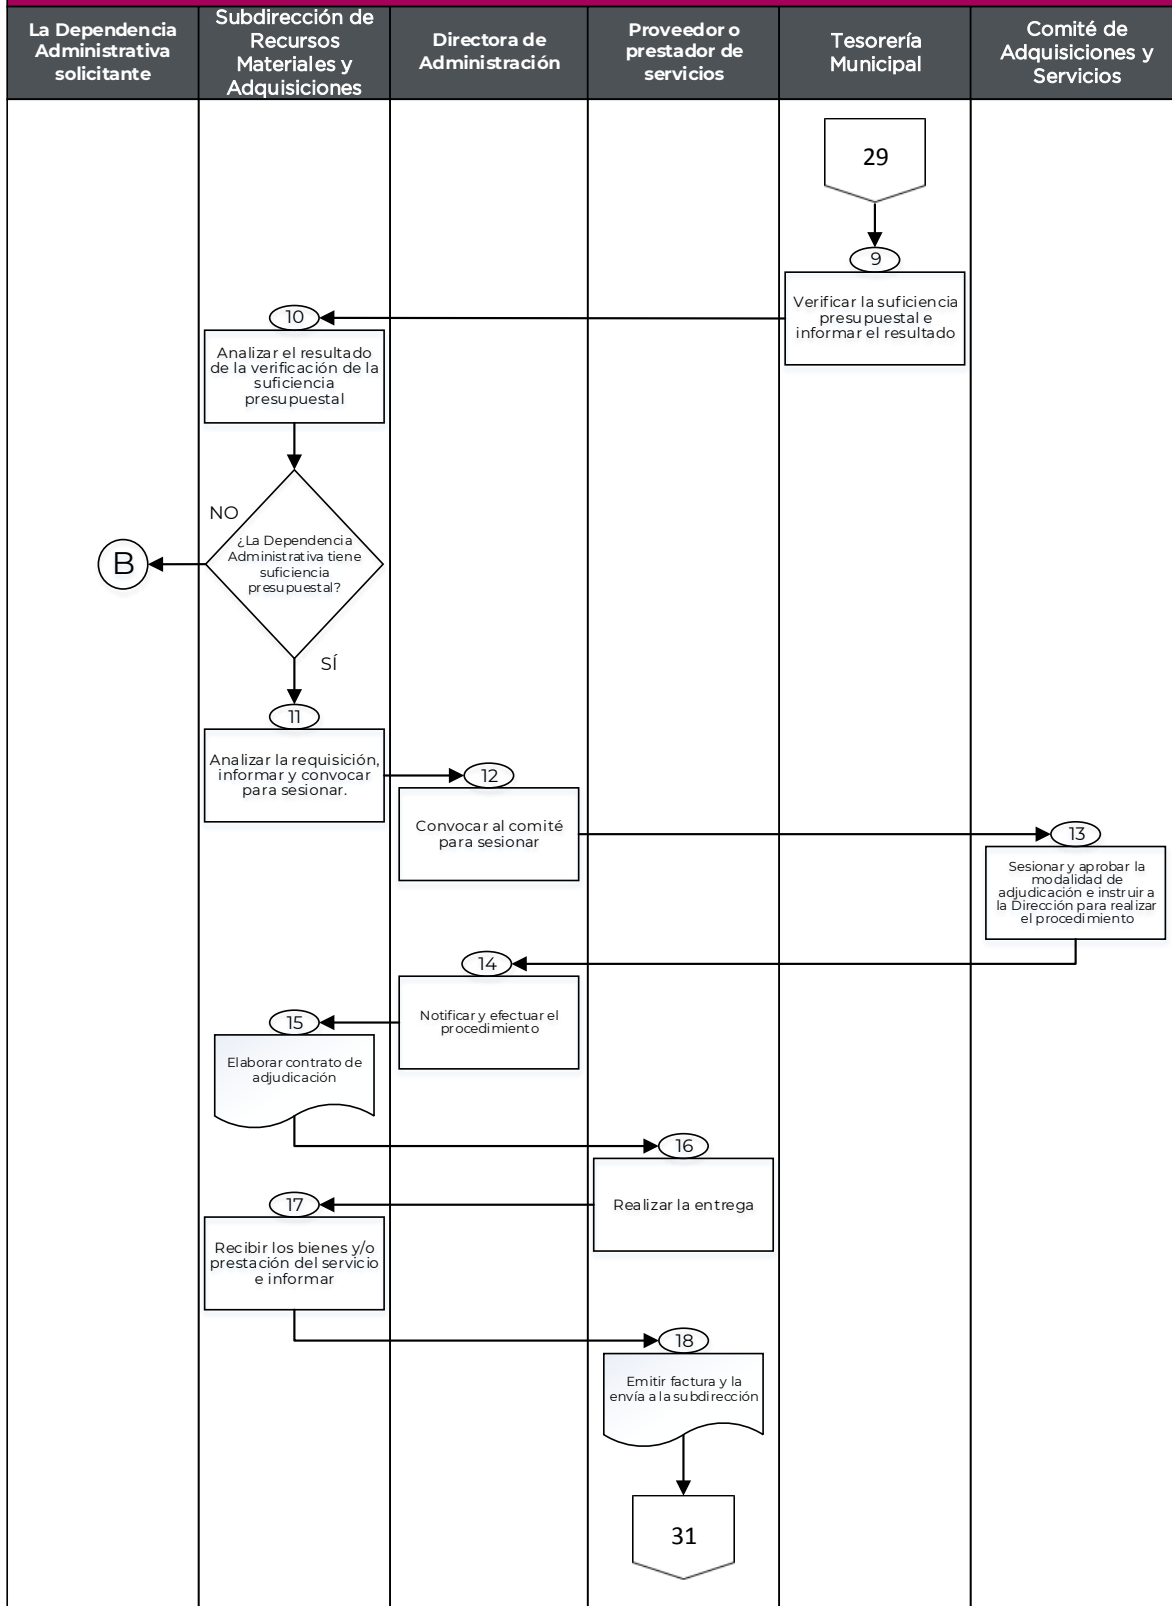 La Dependencia
Administrativa
solicitante
Subdirección de
Recursos
Materiales y
Adquisiciones
Directora de
Administración
Proveedor o
prestador de
servicios
Tesorería
Municipal
Comité de
Adquisiciones y
Servicios
29
9
Verificar la suficiencia
presupuestal e
informar el resultado
10
Analizar el resultado
de la verificación de la
suficiencia
presupuestal
NO
¿La Dependencia
Administrativa tiene
suficiencia
presupuestal?
B
SÍ
11
Analizar la requisición,
informar y convocar
para sesionar.
12
Convocar al comité
para sesionar
13
Sesionar y aprobar la
modalidad de
adjudicación e instruir a
la Dirección para realizar
el procedimiento
14
Notificar y efectuar el
procedimiento
15
Elaborar contrato de
adjudicación
16
Realizar la entrega
17
Recibir los bienes y/o
prestación del servicio
e informar
18
Emitir factura y la
envía a la subdirección
31